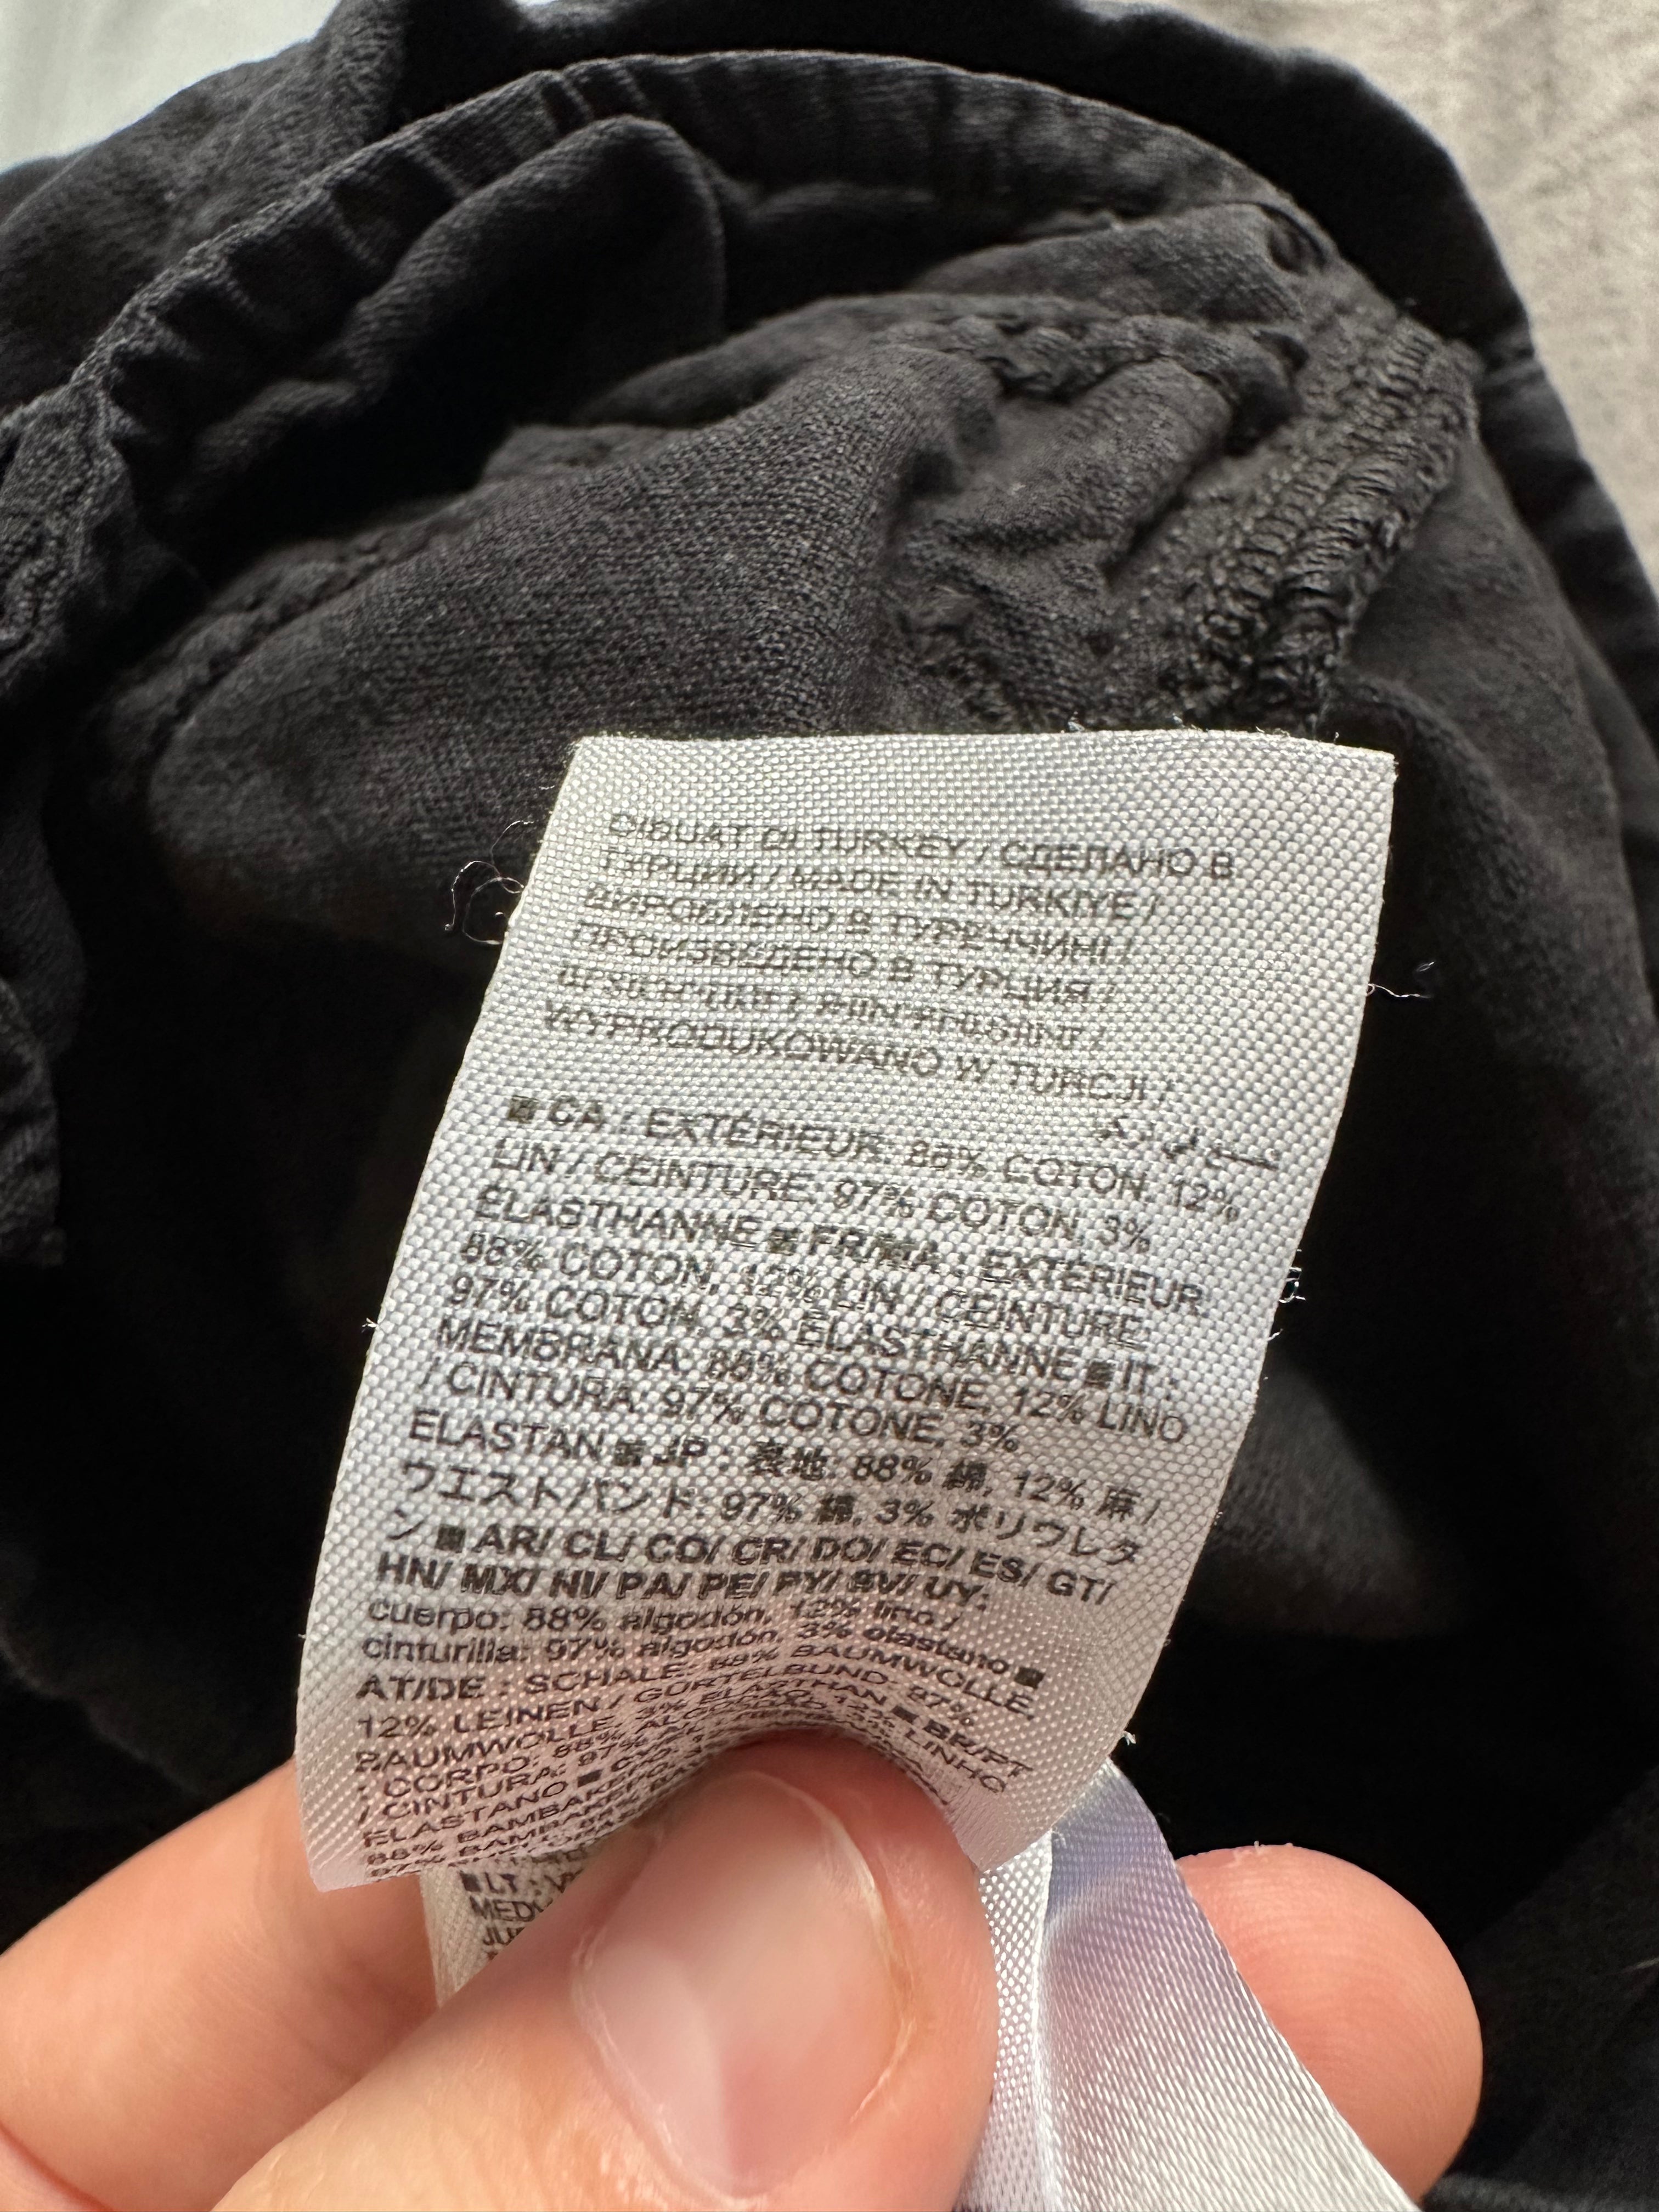 DIBUAT DI TURKEY / СДЕЛАНО В
ТУРЦИИ / MADE IN TURKIYE /
ВИРОБЛЕНО В ТУРЕЧЧИНІ /
ПРОИЗВЕДЕНО В ТУРЦИЯ /
WYPRODUKOWANO W TURCJI
■ CA : EXTÉRIEUR: 88% COTON, 12%
LIN / CEINTURE: 97% COTON, 3%
ÉLASTHANNE ■ FR/MA : EXTÉRIEUR:
88% COTON, 12% LIN / CEINTURE:
97% COTON, 3% ÉLASTHANNE ■ IT :
MEMBRANA: 88% COTONE, 12% LINO
/ CINTURA: 97% COTONE, 3%
ELASTAN ■ JP : 表地: 88% 綿, 12% 麻 /
ウエストバンド: 97% 綿, 3% ポリウレタ
ン ■ AR/ CL/ CO/ CR/ DO/ EC/ ES/ GT/
HN/ MX/ NI/ PA/ PE/ PY/ SV/ UY:
cuerpo: 88% algodón, 12% lino /
cinturilla: 97% algodón, 3% elastano ■
AT/DE : SCHALE: 88% BAUMWOLLE,
12% LEINEN / GÜRTELBUND: 97%
BAUMWOLLE, 3% ELASTHAN ■ BR/PT
: CORPO: 88% ALGODÃO, 12% LINHO
/ CINTURA: 97%
ELASTANO ■
88% BAMBAKERO,
97%
■ LT :